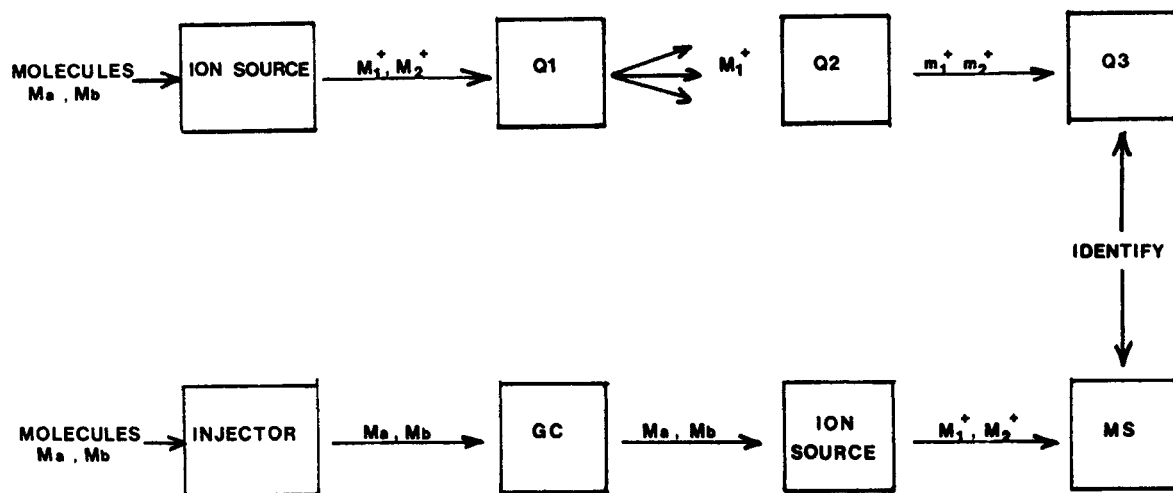 MOLECULES
Ma , Mb
ION SOURCE
M₁⁺, M₂⁺
Q1
M₁⁺
Q2
m₁⁺ m₂⁺
Q3
IDENTIFY
MOLECULES
Ma , Mb
INJECTOR
Ma, Mb
GC
Ma, Mb
ION
SOURCE
M₁⁺, M₂⁺
MS